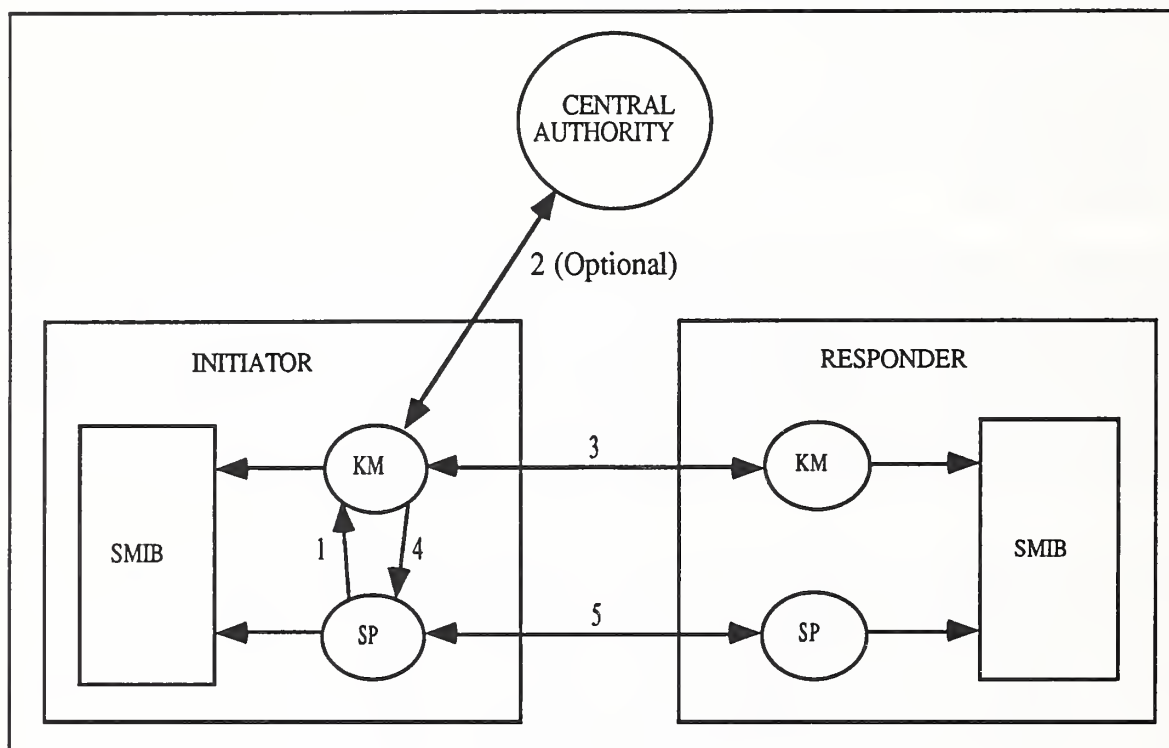 CENTRAL
AUTHORITY
2 (Optional)
INITIATOR
RESPONDER
KM
3
KM
SMIB
1
4
SMIB
SP
5
SP